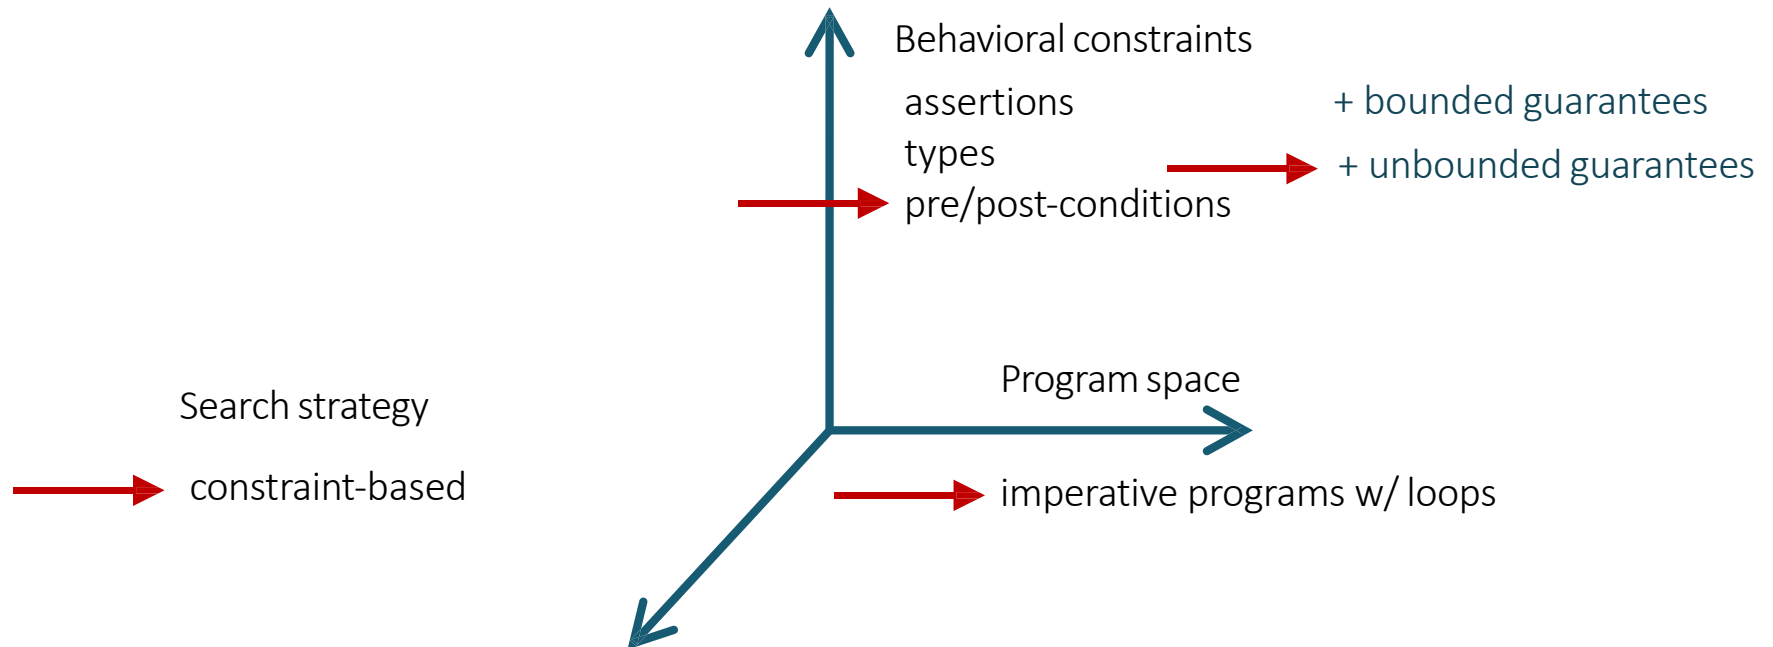 Behavioral constraints
assertions
+ bounded guarantees
types
+ unbounded guarantees
pre/post-conditions
Program space
Search strategy
constraint-based
imperative programs w/ loops